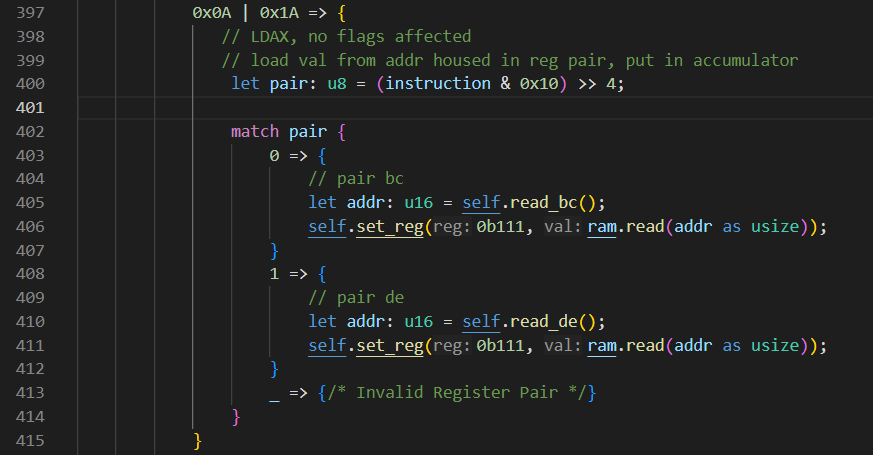 397 0x0A | 0x1A => {
398 // LDAX, no flags affected
399 // load val from addr housed in reg pair, put in accumulator
400 let pair: u8 = (instruction & 0x10) >> 4;
401
402 match pair {
403 0 => {
404 // pair bc
405 let addr: u16 = self.read_bc();
406 self.set_reg(reg: 0b111, val: ram.read(addr as usize));
407 }
408 1 => {
409 // pair de
410 let addr: u16 = self.read_de();
411 self.set_reg(reg: 0b111, val: ram.read(addr as usize));
412 }
413 _ => {/* Invalid Register Pair */}
414 }
415 }